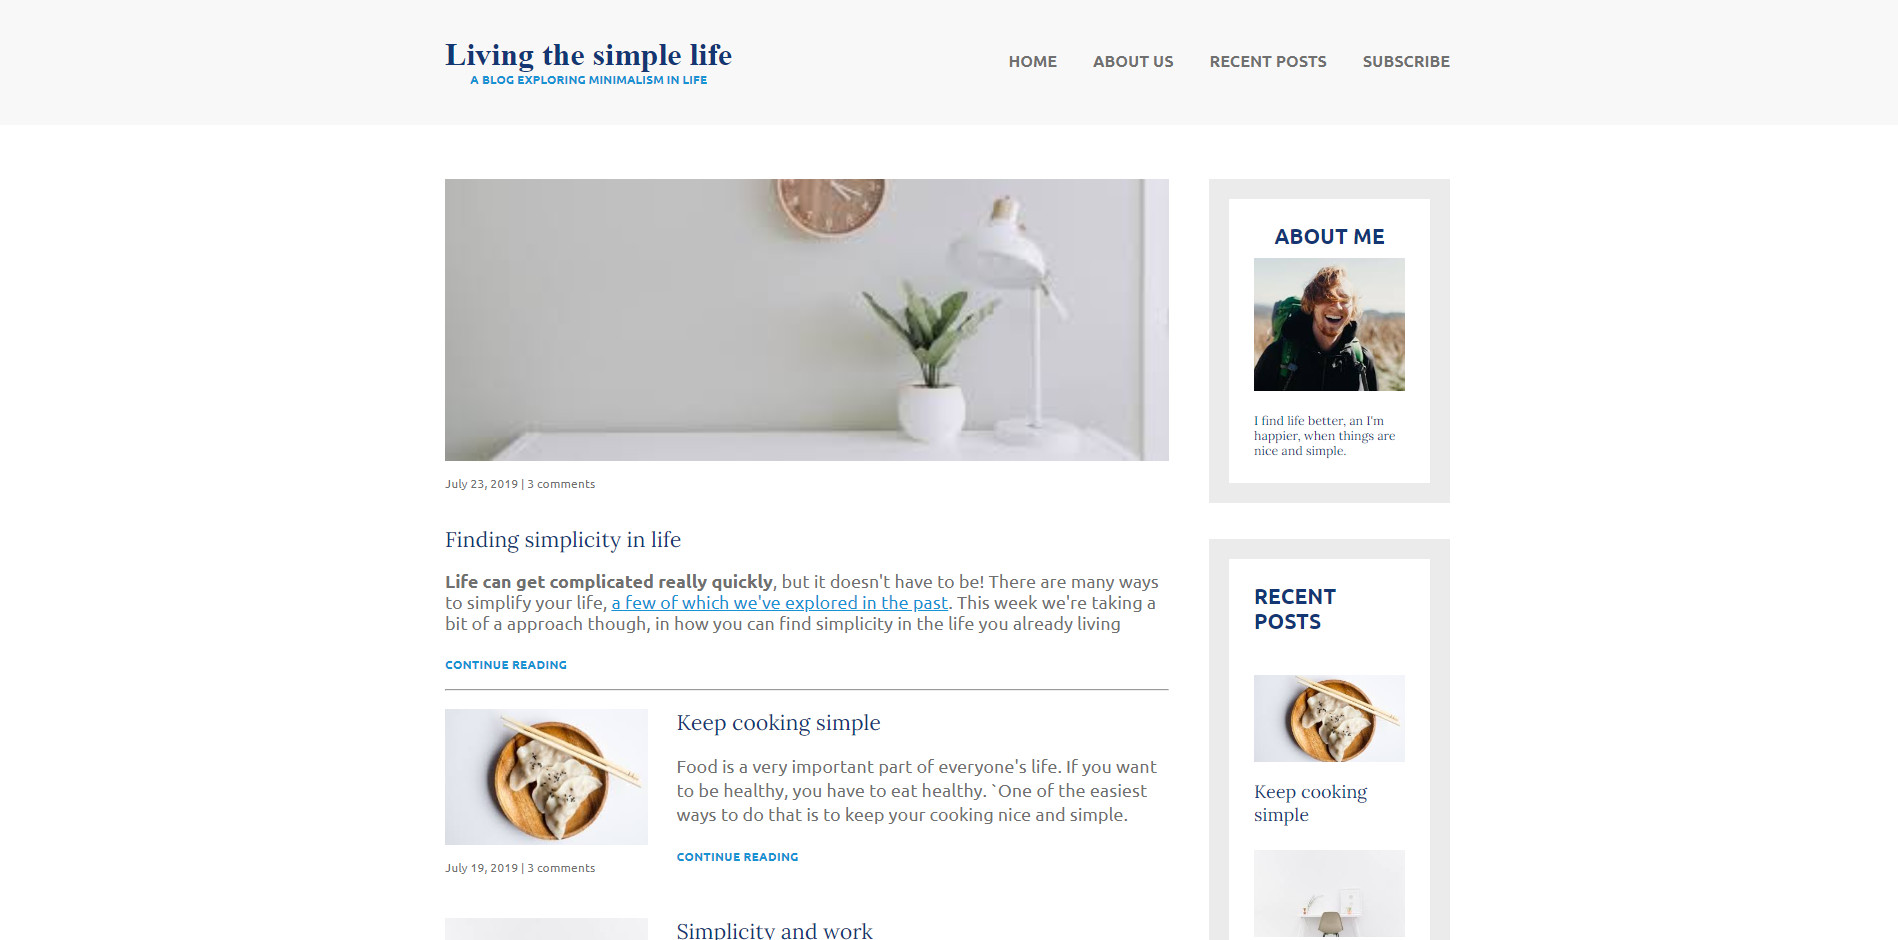 Living the simple life
A BLOG EXPLORING MINIMALISM IN LIFE
HOME
ABOUT US
RECENT POSTS
SUBSCRIBE
July 23, 2019 | 3 comments
Finding simplicity in life
Life can get complicated really quickly, but it doesn't have to be! There are many ways
to simplify your life, a few of which we've explored in the past. This week we're taking a
bit of a approach though, in how you can find simplicity in the life you already living
CONTINUE READING
Keep cooking simple
Food is a very important part of everyone's life. If you want
to be healthy, you have to eat healthy. `One of the easiest
ways to do that is to keep your cooking nice and simple.
CONTINUE READING
July 19, 2019 | 3 comments
Simplicity and work
ABOUT ME
I find life better, an I'm
happier, when things are
nice and simple.
RECENT
POSTS
Keep cooking
simple